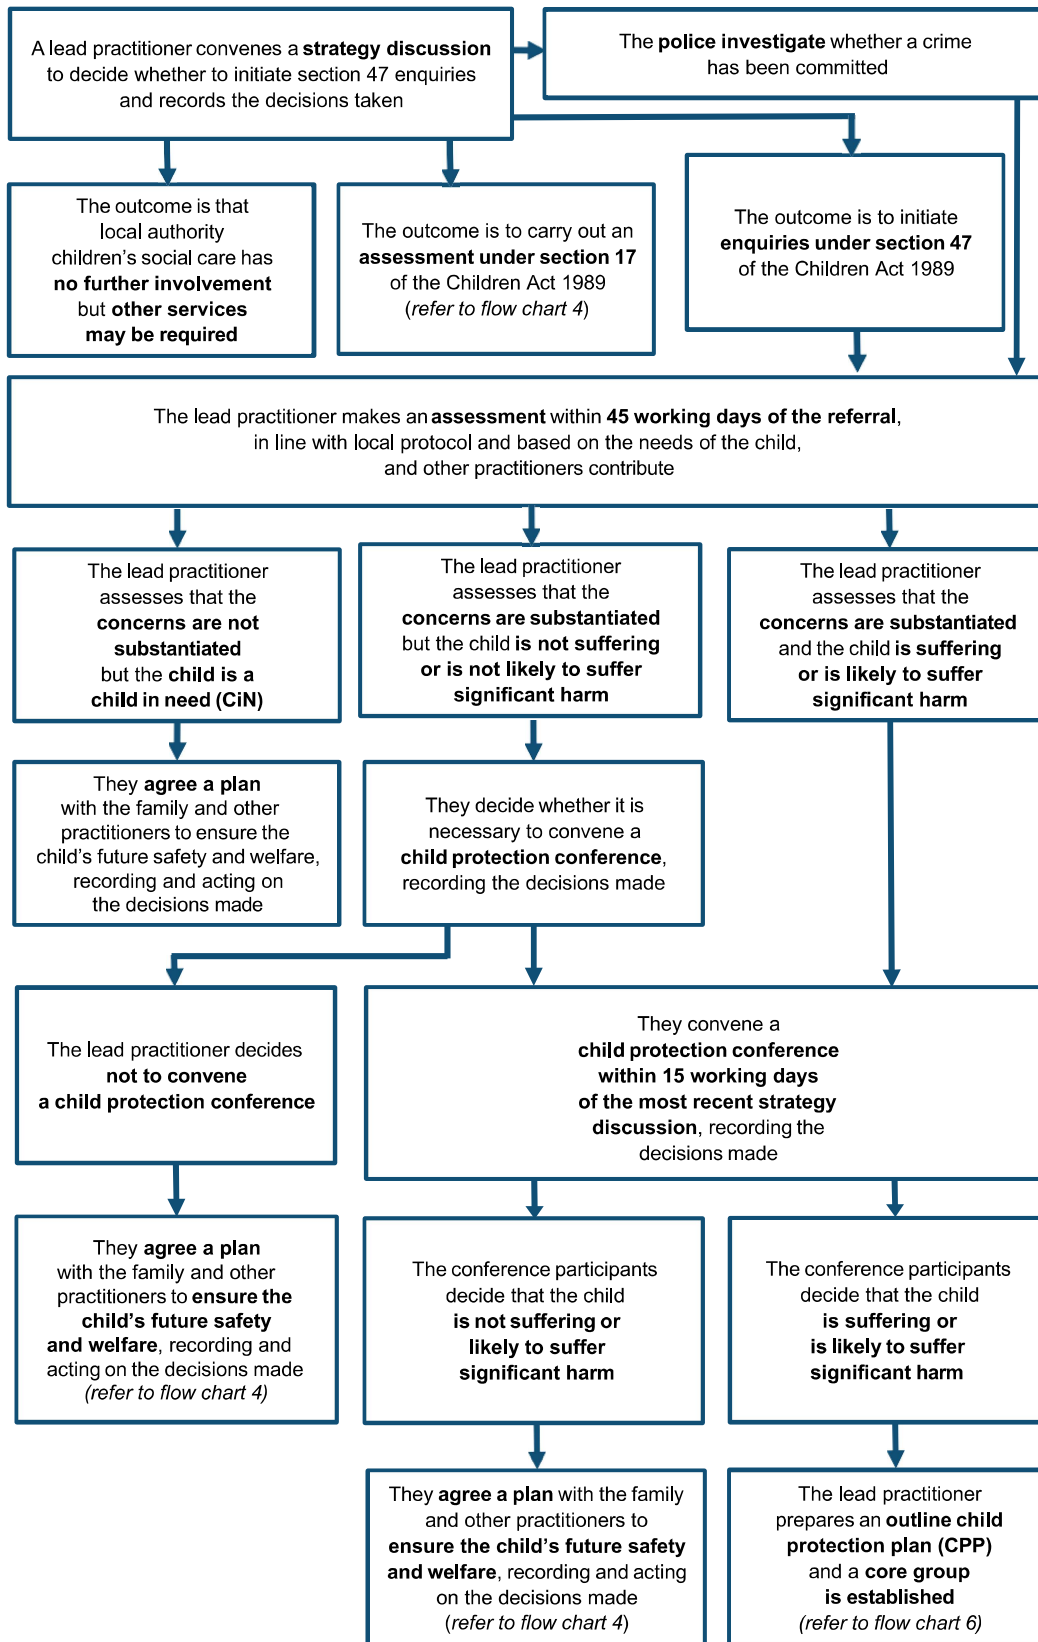 A lead practitioner convenes a strategy discussion
to decide whether to initiate section 47 enquiries
and records the decisions taken
The police investigate whether a crime
has been committed
The outcome is that
local authority
children's social care has
no further involvement
but other services
may be required
The outcome is to carry out an
assessment under section 17
of the Children Act 1989
(refer to flow chart 4)
The outcome is to initiate
enquiries under section 47
of the Children Act 1989
The lead practitioner makes an assessment within 45 working days of the referral,
in line with local protocol and based on the needs of the child,
and other practitioners contribute
The lead practitioner
assesses that the
concerns are not
substantiated
but the child is a
child in need (CiN)
The lead practitioner
assesses that the
concerns are substantiated
but the child is not suffering
or is not likely to suffer
significant harm
The lead practitioner
assesses that the
concerns are substantiated
and the child is suffering
or is likely to suffer
significant harm
They agree a plan
with the family and other
practitioners to ensure the
child's future safety and welfare,
recording and acting on
the decisions made
They decide whether it is
necessary to convene a
child protection conference,
recording the decisions made
The lead practitioner decides
not to convene
a child protection conference
They convene a
child protection conference
within 15 working days
of the most recent strategy
discussion, recording the
decisions made
They agree a plan
with the family and other
practitioners to ensure the
child's future safety
and welfare, recording and
acting on the decisions made
(refer to flow chart 4)
The conference participants
decide that the child
is not suffering or
likely to suffer
significant harm
The conference participants
decide that the child
is suffering or
is likely to suffer
significant harm
They agree a plan with the family
and other practitioners to
ensure the child's future safety
and welfare, recording and acting
on the decisions made
(refer to flow chart 4)
The lead practitioner
prepares an outline child
protection plan (CPP)
and a core group
is established
(refer to flow chart 6)